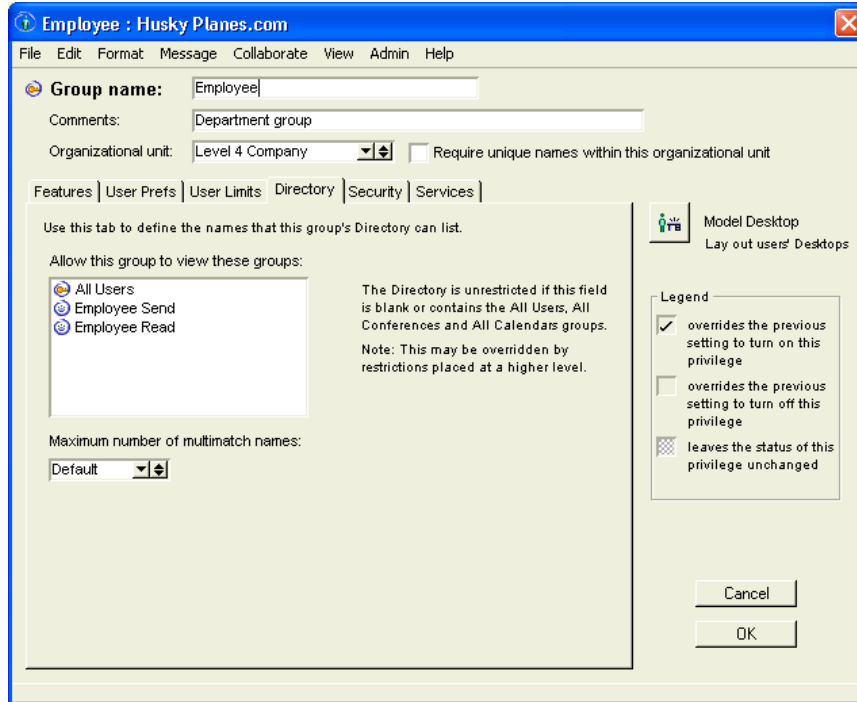 Employee : Husky Planes.com
File Edit Format Message Collaborate View Admin Help
Group name: Employee
Comments: Department group
Organizational unit: Level 4 Company Require unique names within this organizational unit
Features User Prefs User Limits Directory Security Services
Use this tab to define the names that this group's Directory can list.
Allow this group to view these groups:
All Users
Employee Send
Employee Read
The Directory is unrestricted if this field
is blank or contains the All Users, All
Conferences and All Calendars groups.
Note: This may be overridden by
restrictions placed at a higher level.
Maximum number of multimatch names:
Default
Model Desktop
Lay out users' Desktops
Legend
overrides the previous
setting to turn on this
privilege
overrides the previous
setting to turn off this
privilege
leaves the status of this
privilege unchanged
Cancel
OK